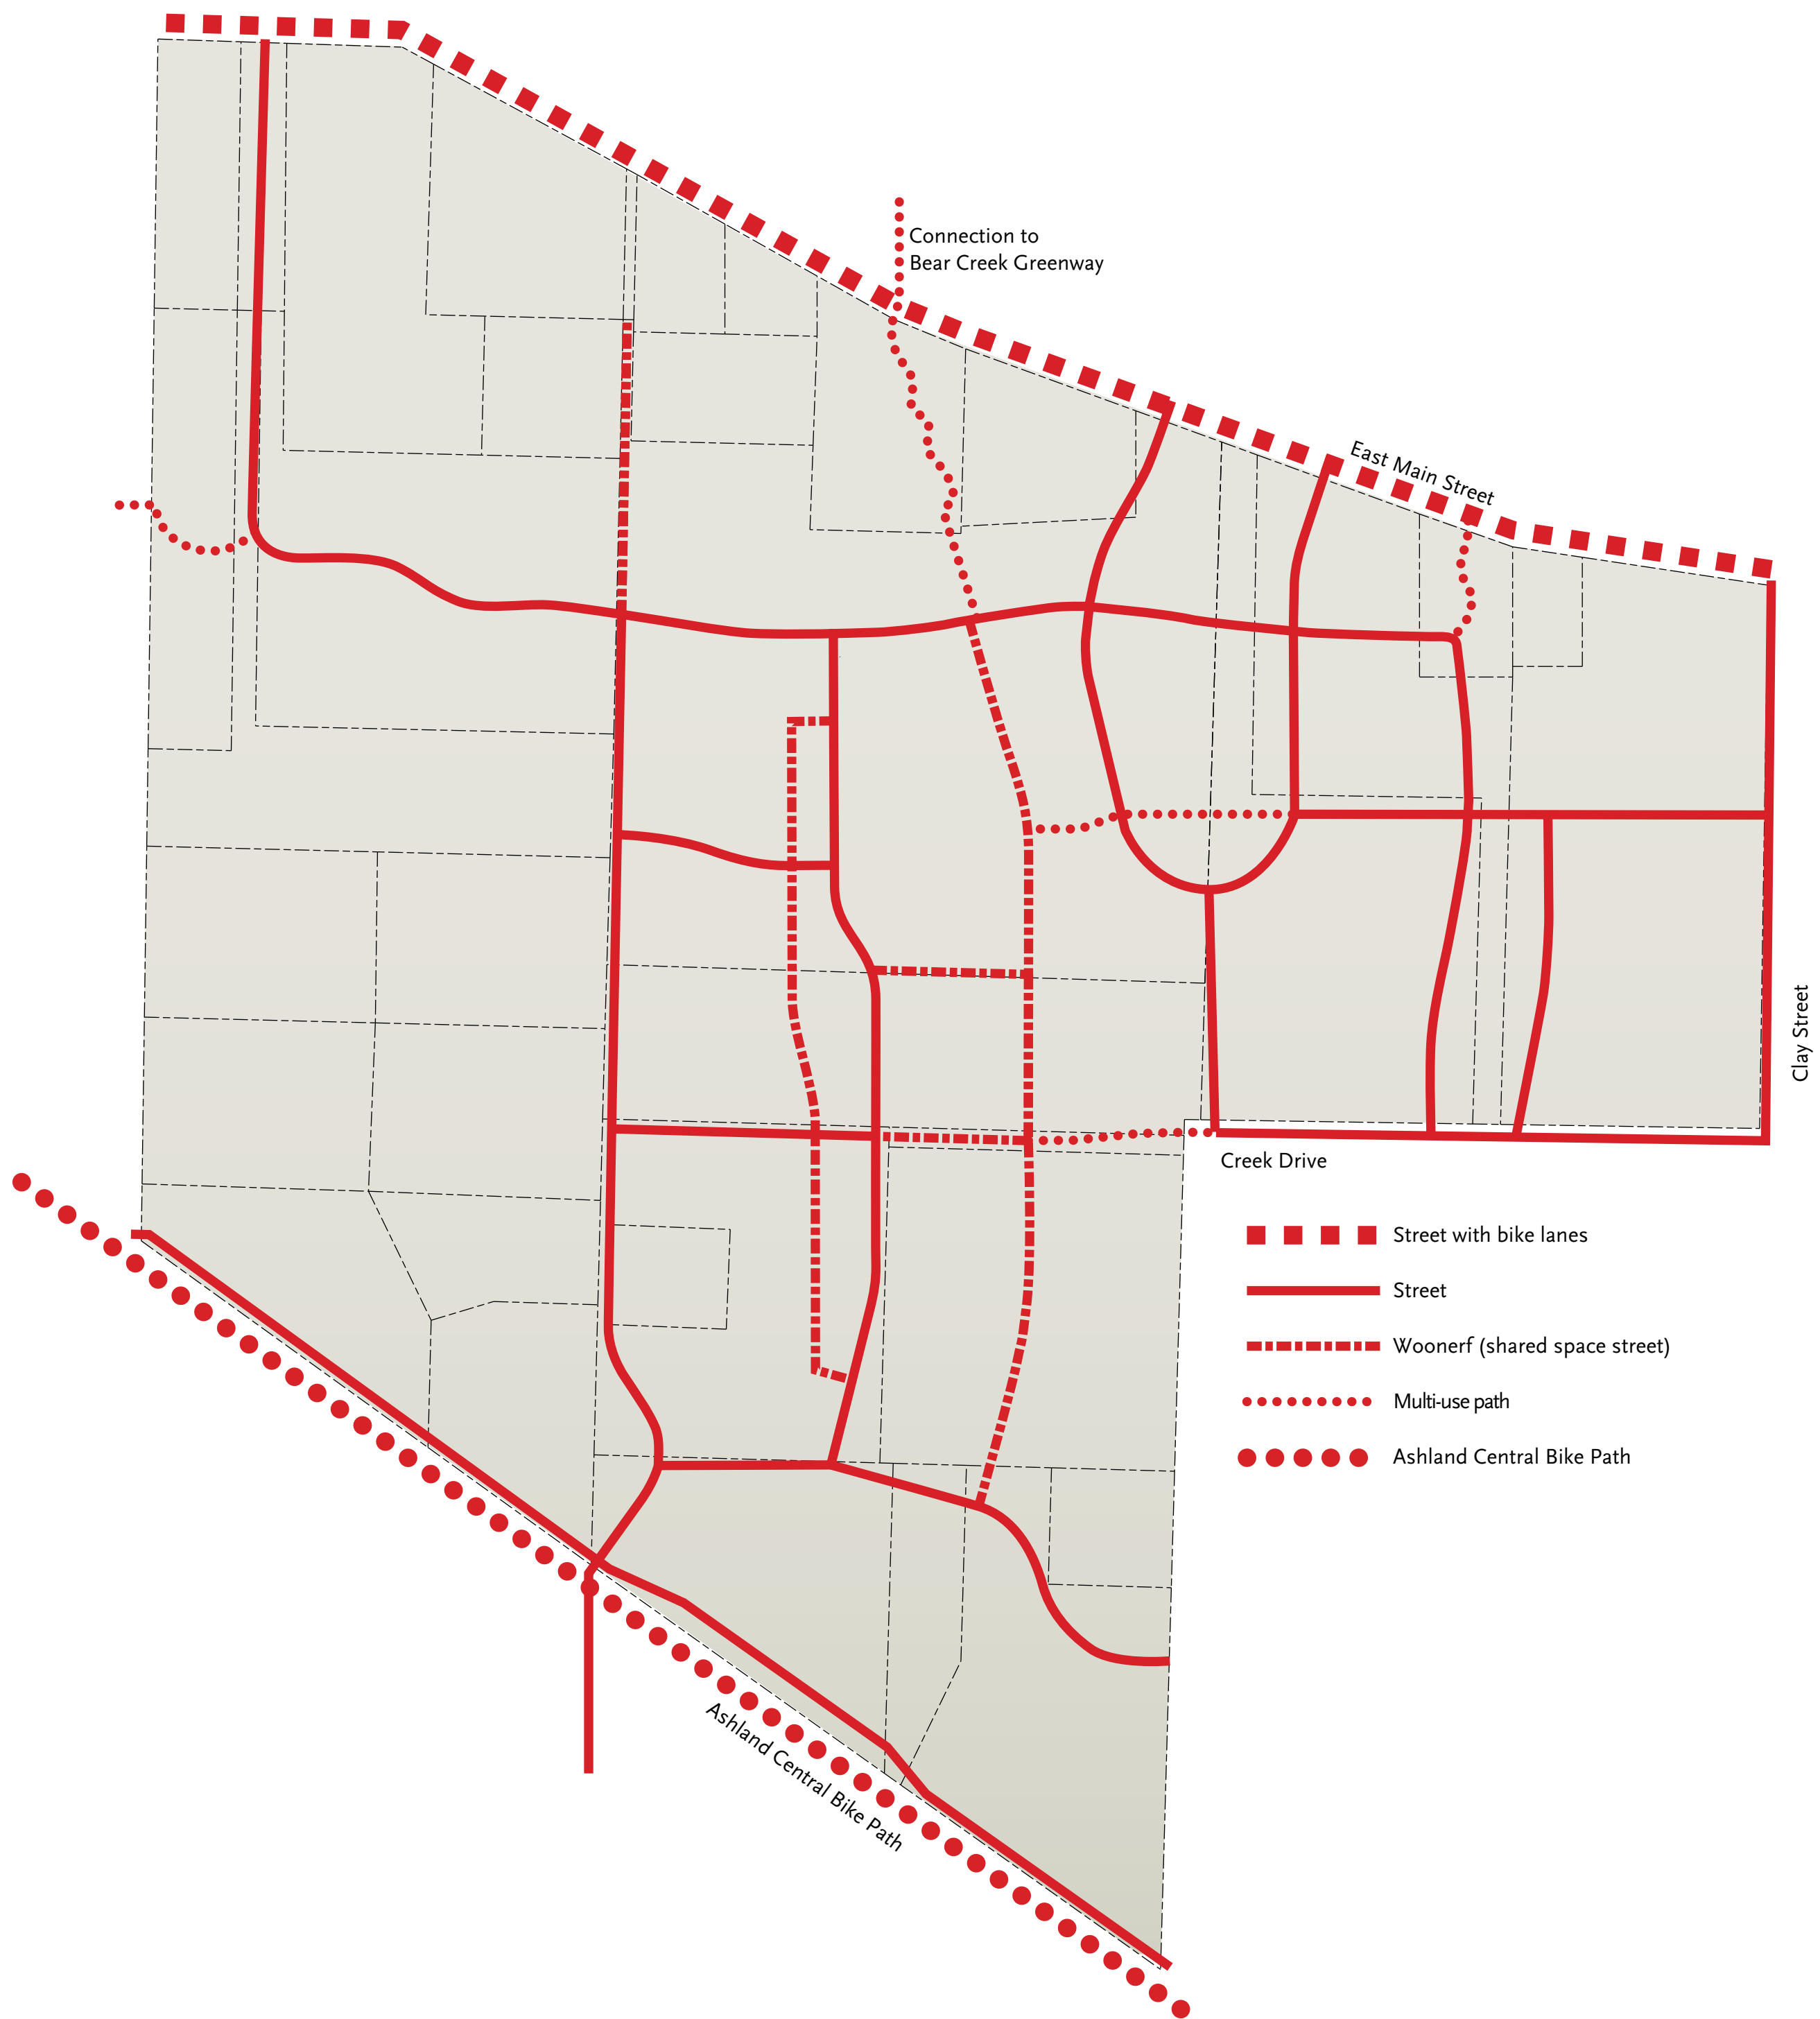 Connection to
Bear Creek Greenway
East Main Street
Clay Street
Creek Drive
Street with bike lanes
Street
Woonerf (shared space street)
Multi-use path
Ashland Central Bike Path
Ashland Central Bike Path